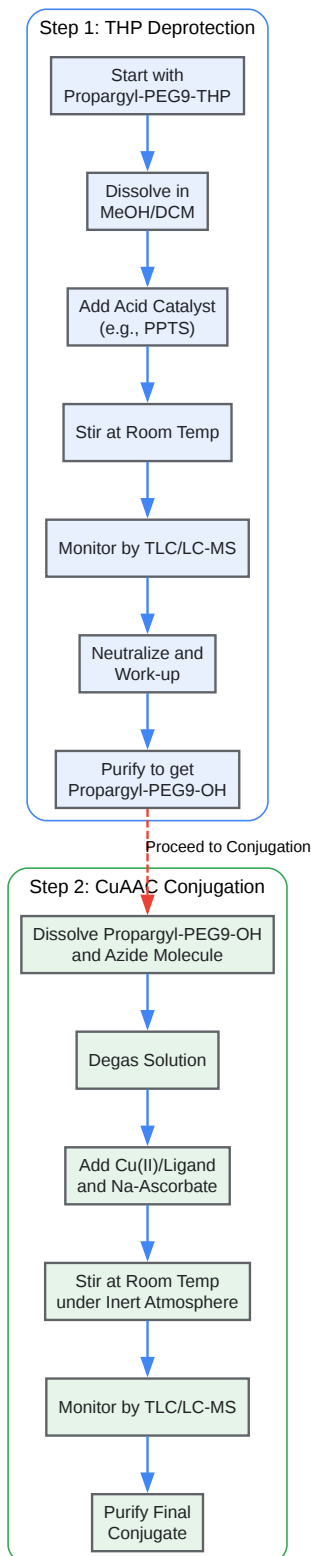 Step 1: THP Deprotection
Start with
Propargyl-PEG9-THP
Dissolve in
MeOH/DCM
Add Acid Catalyst
(e.g., PPTS)
Stir at Room Temp
Monitor by TLC/LC-MS
Neutralize and
Work-up
Purify to get
Propargyl-PEG9-OH
Proceed to Conjugation
Step 2: CuAAC Conjugation
Dissolve Propargyl-PEG9-OH
and Azide Molecule
Degas Solution
Add Cu(II)/Ligand
and Na-Ascorbate
Stir at Room Temp
under Inert Atmosphere
Monitor by TLC/LC-MS
Purify Final
Conjugate